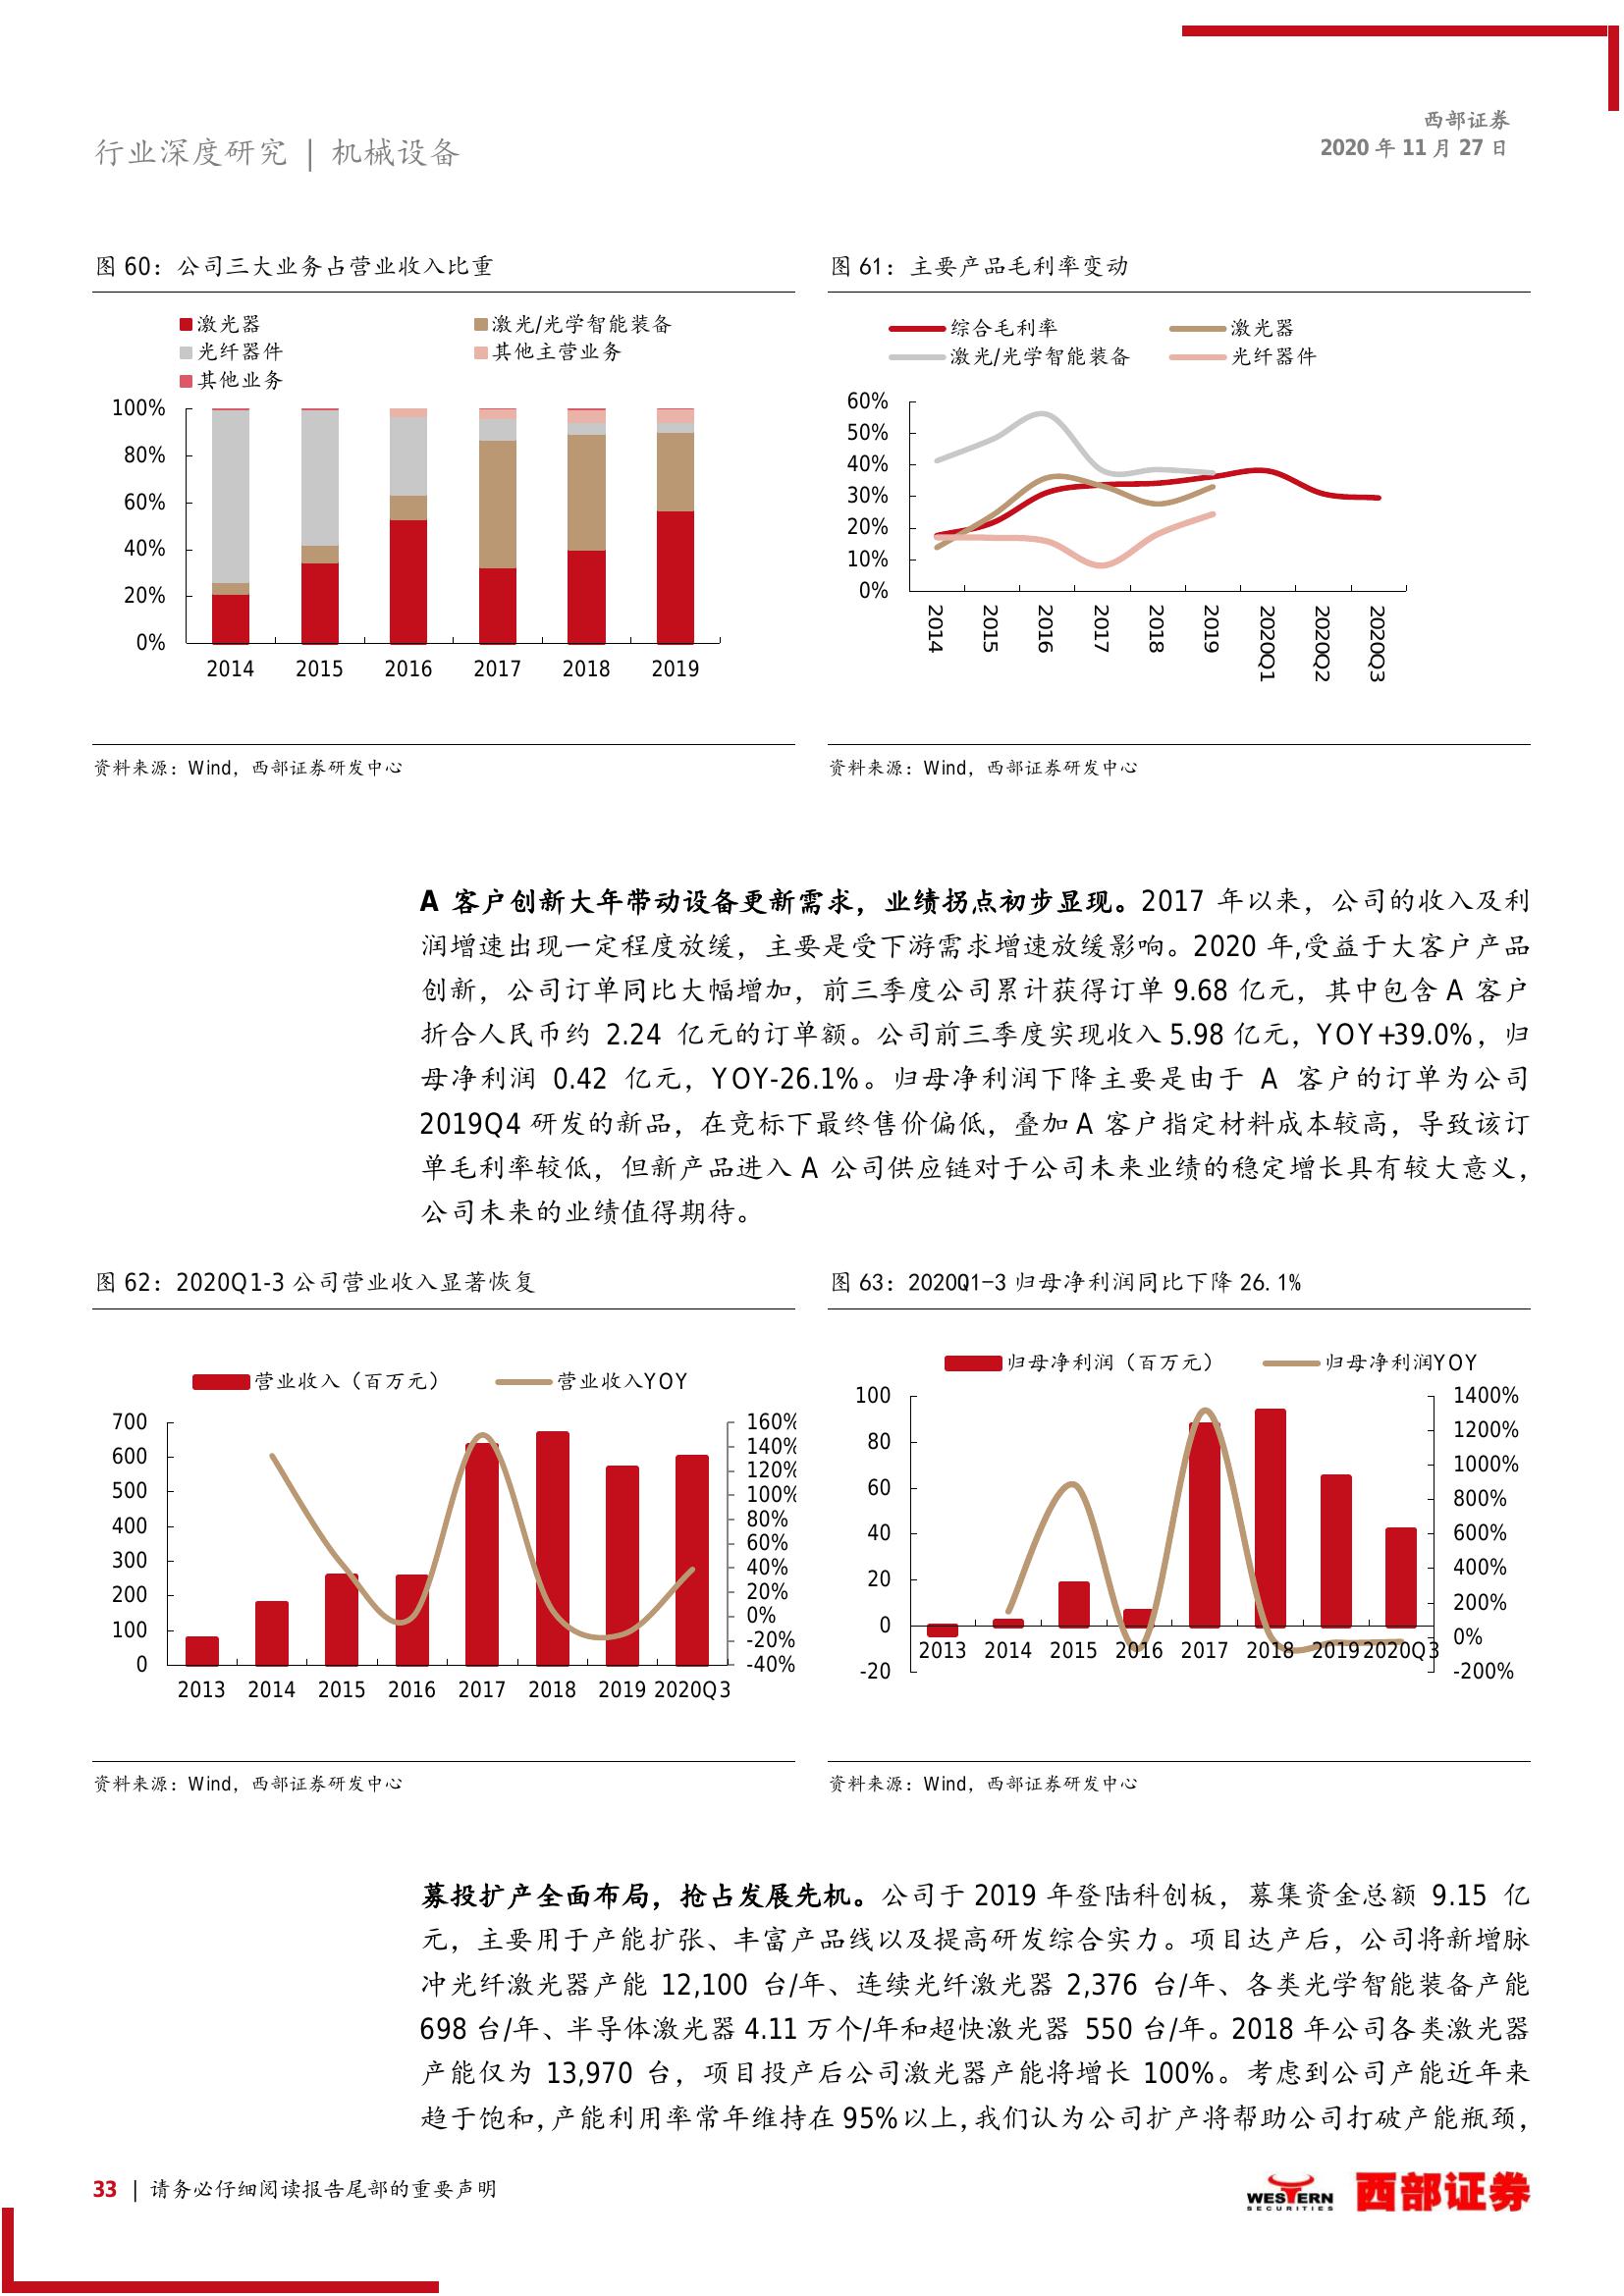 西部证券
2020 年 11 月 27 日
行业深度研究 | 机械设备
图 60：公司三大业务占营业收入比重
激光器
激光/光学智能装备
光纤器件
其他主营业务
其他业务
100%
80%
60%
40%
20%
0%
2014 2015 2016 2017 2018 2019
资料来源：Wind，西部证券研发中心
图 61：主要产品毛利率变动
综合毛利率
激光器
激光/光学智能装备
光纤器件
60%
50%
40%
30%
20%
10%
0%
2014 2015 2016 2017 2018 2019 2020Q1 2020Q2 2020Q3
资料来源：Wind，西部证券研发中心
A 客户创新大年带动设备更新需求，业绩拐点初步显现。2017 年以来，公司的收入及利
润增速出现一定程度放缓，主要是受下游需求增速放缓影响。2020 年,受益于大客户产品
创新，公司订单同比大幅增加，前三季度公司累计获得订单 9.68 亿元，其中包含 A 客户
折合人民币约 2.24 亿元的订单额。公司前三季度实现收入 5.98 亿元，YOY+39.0%，归
母净利润 0.42 亿元，YOY-26.1%。归母净利润下降主要是由于 A 客户的订单为公司
2019Q4 研发的新品，在竞标下最终售价偏低，叠加 A 客户指定材料成本较高，导致该订
单毛利率较低，但新产品进入 A 公司供应链对于公司未来业绩的稳定增长具有较大意义，
公司未来的业绩值得期待。
图 62：2020Q1-3 公司营业收入显著恢复
营业收入（百万元）
营业收入YOY
700
600
500
400
300
200
100
0
160%
140%
120%
100%
80%
60%
40%
20%
0%
-20%
-40%
2013 2014 2015 2016 2017 2018 2019 2020Q3
资料来源：Wind，西部证券研发中心
图 63：2020Q1-3 归母净利润同比下降 26.1%
归母净利润（百万元）
归母净利润YOY
100
80
60
40
20
0
-20
1400%
1200%
1000%
800%
600%
400%
200%
0%
-200%
2013 2014 2015 2016 2017 2018 2019 2020Q3
资料来源：Wind，西部证券研发中心
募投扩产全面布局，抢占发展先机。公司于 2019 年登陆科创板，募集资金总额 9.15 亿
元，主要用于产能扩张、丰富产品线以及提高研发综合实力。项目达产后，公司将新增脉
冲光纤激光器产能 12,100 台/年、连续光纤激光器 2,376 台/年、各类光学智能装备产能
698 台/年、半导体激光器 4.11 万个/年和超快激光器 550 台/年。2018 年公司各类激光器
产能仅为 13,970 台，项目投产后公司激光器产能将增长 100%。考虑到公司产能近年来
趋于饱和,产能利用率常年维持在 95%以上,我们认为公司扩产将帮助公司打破产能瓶颈，
33 | 请务必仔细阅读报告尾部的重要声明
WESTERN
SECURITIES
西部证券